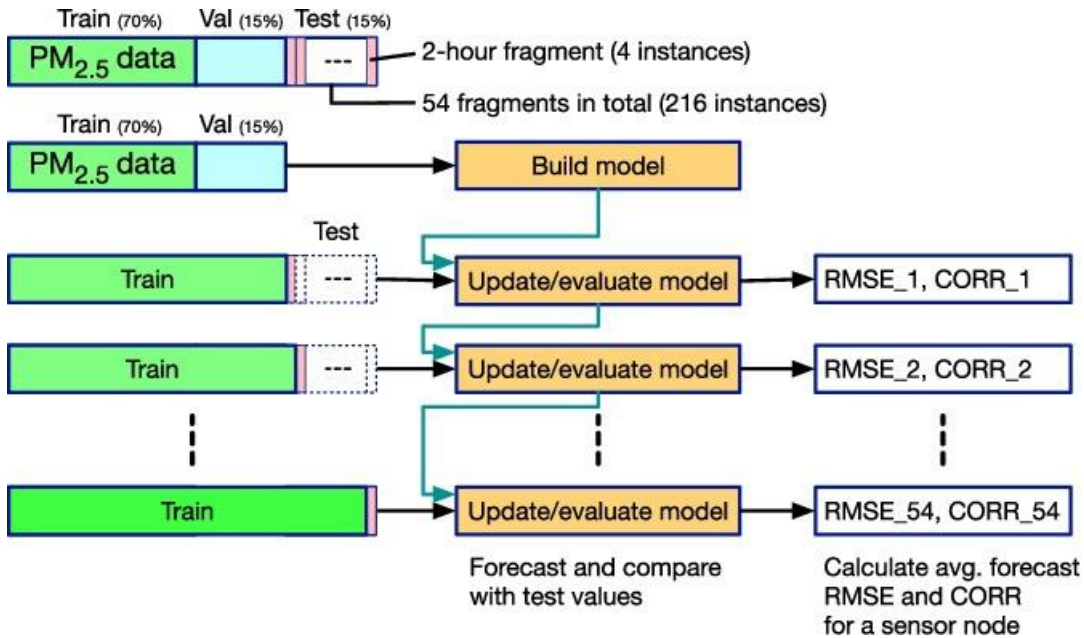 Train (70%) Val (15%) Test (15%)
PM2.5 data
---
2-hour fragment (4 instances)
54 fragments in total (216 instances)
Train (70%) Val (15%)
PM2.5 data
Build model
Test
Train
---
Update/evaluate model
RMSE_1, CORR_1
Train
---
Update/evaluate model
RMSE_2, CORR_2
Train
Update/evaluate model
RMSE_54, CORR_54
Forecast and compare
with test values
Calculate avg. forecast
RMSE and CORR
for a sensor node